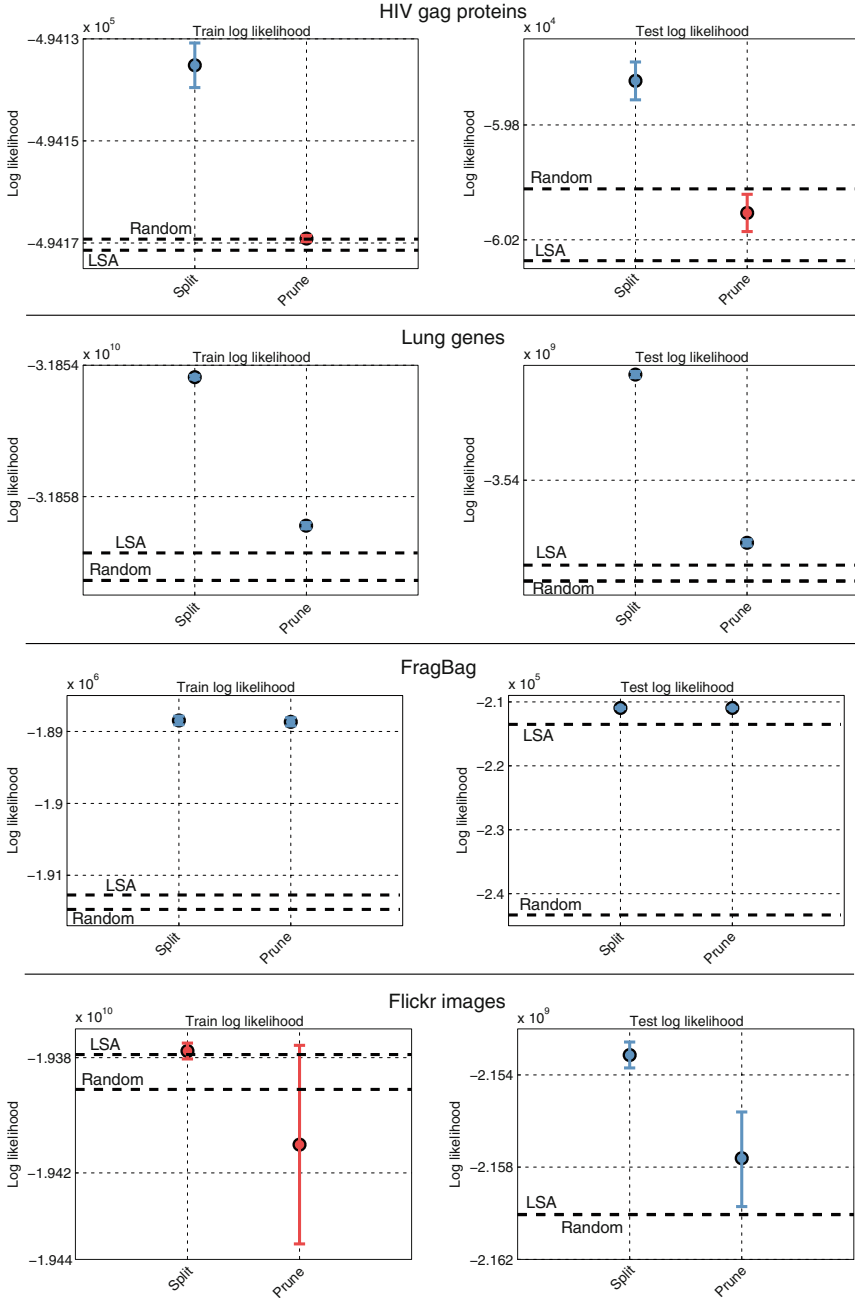 HIV gag proteins
x 10^5
Train log likelihood
−4.9413
−4.9415
−4.9417
Log likelihood
Random
LSA
Split
Prune
x 10^4
Test log likelihood
−5.98
−6.02
Log likelihood
Random
LSA
Split
Prune
Lung genes
x 10^10
Train log likelihood
−3.1854
−3.1858
Log likelihood
LSA
Random
Split
Prune
x 10^9
Test log likelihood
−3.54
Log likelihood
LSA
Random
Split
Prune
FragBag
x 10^6
Train log likelihood
−1.89
−1.9
−1.91
Log likelihood
LSA
Random
Split
Prune
x 10^5
Test log likelihood
−2.1
−2.2
−2.3
−2.4
Log likelihood
LSA
Random
Split
Prune
Flickr images
x 10^10
Train log likelihood
−1.938
−1.942
−1.944
Log likelihood
LSA
Random
Split
Prune
x 10^9
Test log likelihood
−2.154
−2.158
−2.162
Log likelihood
LSA
Random
Split
Prune